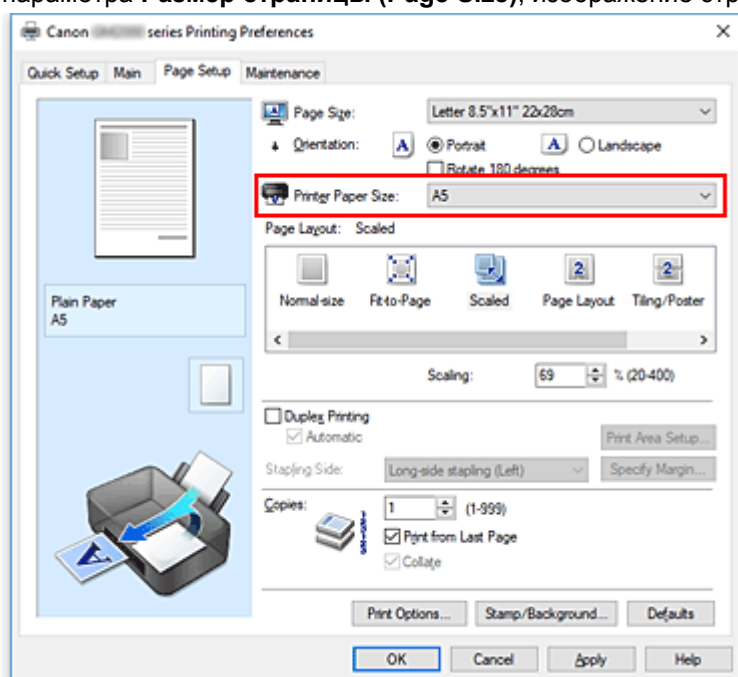 параметра Размер страницы (Page Size), изображение стр
Canon series Printing Preferences
Quick Setup Main Page Setup Maintenance
Page Size: Letter 8.5"x11" 22x28cm
Orientation: A Portrait A Landscape
Rotate 180 degrees
Printer Paper Size: A5
Page Layout: Scaled
Normal-size Fit-to-Page Scaled Page Layout Tiling/Poster
Plain Paper
A5
Scaling: 69 % (20-400)
Duplex Printing
Automatic Print Area Setup...
Stapling Side: Long-side stapling (Left) Specify Margin...
Copies: 1 (1-999)
Print from Last Page
Collate
Print Options... Stamp/Background... Defaults
OK Cancel Apply Help